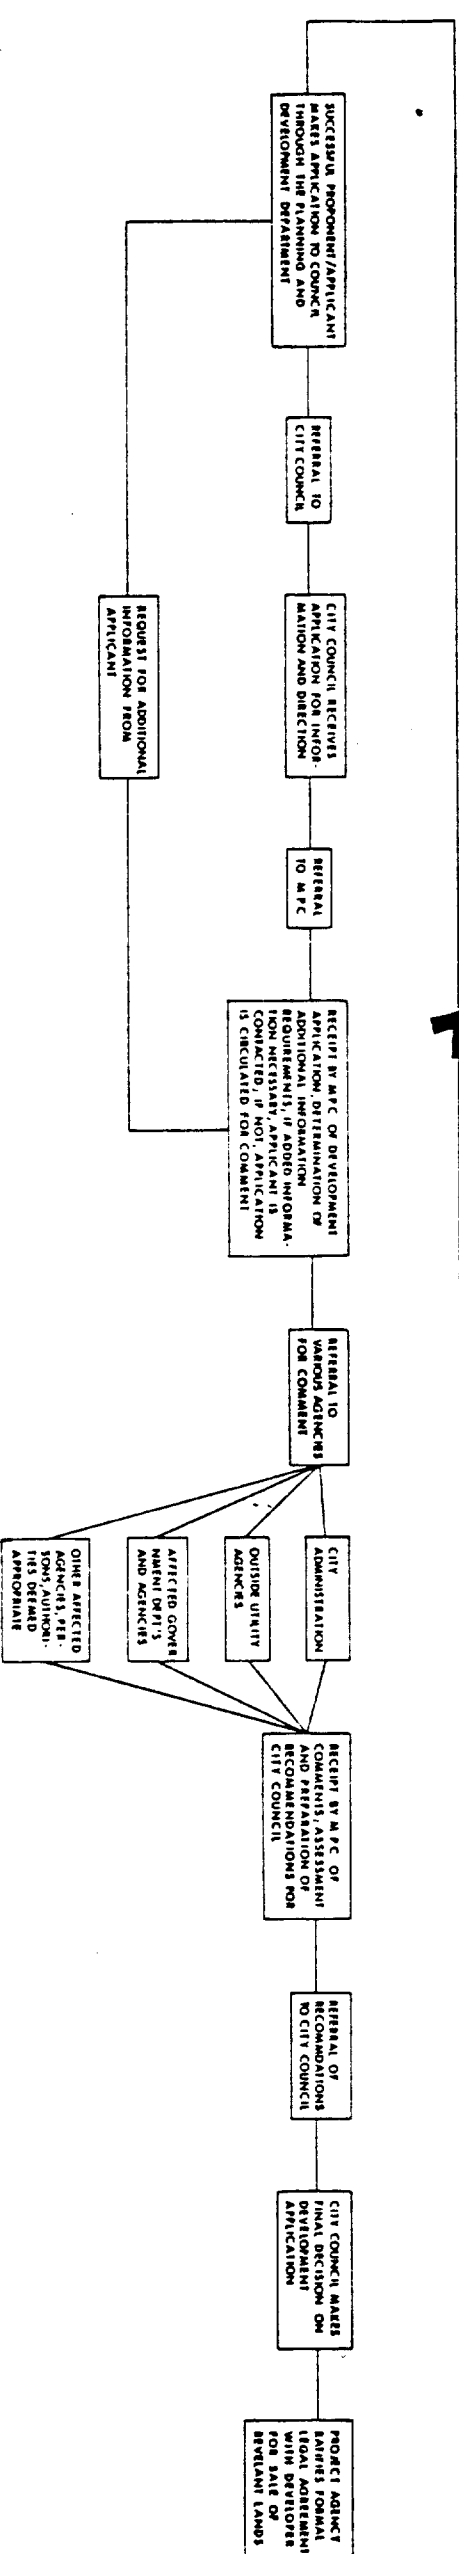 SUCCESSFUL PROPONENT/APPLICANT
MAKES APPLICATION TO COUNCIL
THROUGH THE PLANNING AND
DEVELOPMENT DEPARTMENT
REFERRAL TO
CITY COUNCIL
CITY COUNCIL RECEIVES
APPLICATION FOR INFOR-
MATION AND DIRECTION
REQUEST FOR ADDITIONAL
INFORMATION FROM
APPLICANT
REFERRAL
TO M P C
RECEIPT BY M P C OF DEVELOPMENT
APPLICATION, DETERMINATION OF
ADDITIONAL INFORMATION
REQUIREMENTS, IF ADDED INFORMA-
TION NECESSARY, APPLICANT IS
CONTACTED; IF NOT, APPLICATION
IS CIRCULATED FOR COMMENT
REFERRAL TO
VARIOUS AGENCIES
FOR COMMENT
CITY
ADMINISTRATION
OUTSIDE UTILITY
AGENCIES
AFFECTED GOVER
NMENT DEPT'S
AND AGENCIES
OTHER AFFECTED
AGENCIES, PER-
SONS, AUTHORI-
TIES DEEMED
APPROPRIATE
RECEIPT BY M P C OF
COMMENTS, ASSESSMENT
AND PREPARATION OF
RECOMMENDATIONS FOR
CITY COUNCIL
REFERRAL OF
RECOMMDATIONS
TO CITY COUNCIL
CITY COUNCIL MAKES
FINAL DECISION ON
DEVELOPMENT
APPLICATION
PROJECT AGENCY
RATIFIES FORMAL
LEGAL AGREEMENT
WITH DEVELOPER
FOR SALE OF
REVELANT LANDS